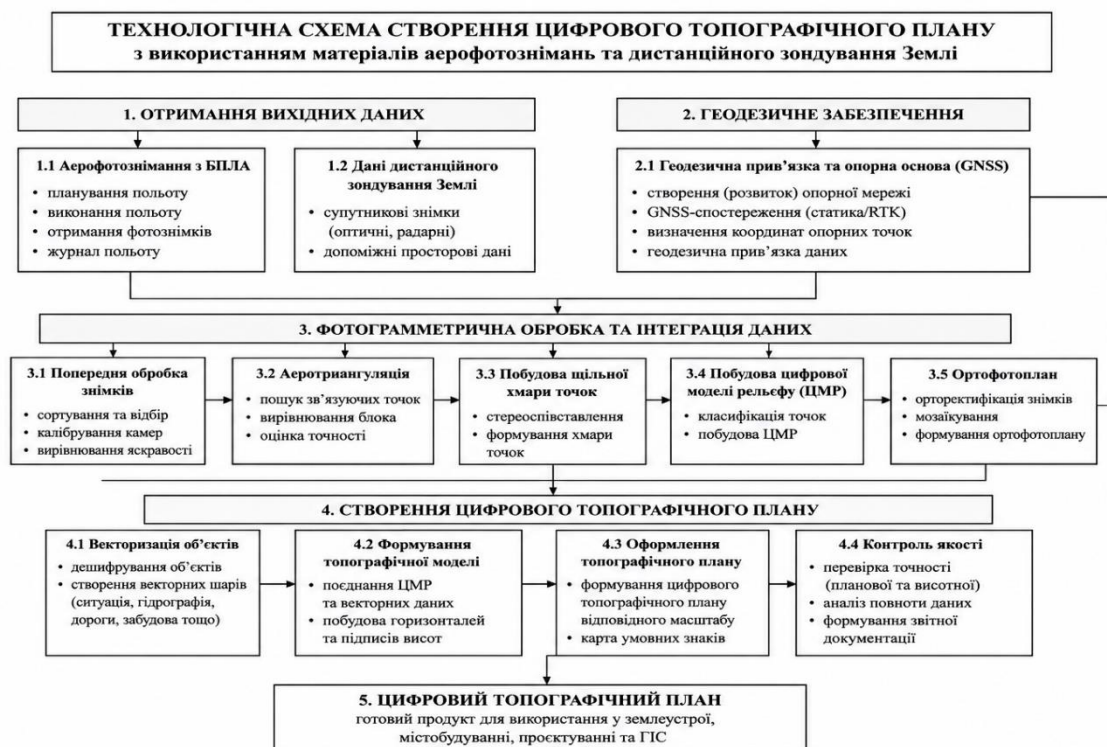 ТЕХНОЛОГІЧНА СХЕМА СТВОРЕННЯ ЦИФРОВОГО ТОПОГРАФІЧНОГО ПЛАНУ
з використанням матеріалів аерофотознімань та дистанційного зондування Землі
1. ОТРИМАННЯ ВИХІДНИХ ДАНИХ
1.1 Аерофотознімання з БПЛА
• планування польоту
• виконання польоту
• отримання фотознімків
• журнал польоту
1.2 Дані дистанційного
зондування Землі
• супутникові знімки
(оптичні, радарні)
• допоміжні просторові дані
2. ГЕОДЕЗИЧНЕ ЗАБЕЗПЕЧЕННЯ
2.1 Геодезична прив’язка та опорна основа (GNSS)
• створення (розвиток) опорної мережі
• GNSS-спостереження (статика/RTK)
• визначення координат опорних точок
• геодезична прив’язка даних
3. ФОТОГРАММЕТРИЧНА ОБРОБКА ТА ІНТЕГРАЦІЯ ДАНИХ
3.1 Попередня обробка
знімків
• сортування та відбір
• калібрування камер
• вирівнювання яскравості
3.2 Аеротриангуляція
• пошук зв’язуючих точок
• вирівнювання блока
• оцінка точності
3.3 Побудова щільної
хмари точок
• стереоспівставлення
• формування хмари
точок
3.4 Побудова цифрової
моделі рельєфу (ЦМР)
• класифікація точок
• побудова ЦМР
3.5 Ортофотоплан
• орторектифікація знімків
• мозаїкування
• формування ортофотоплану
4. СТВОРЕННЯ ЦИФРОВОГО ТОПОГРАФІЧНОГО ПЛАНУ
4.1 Векторизація об’єктів
• дешифрування об’єктів
• створення векторних шарів
(ситуація, гідрографія,
дороги, забудова тощо)
4.2 Формування
топографічної моделі
• поєднання ЦМР
та векторних даних
• побудова горизонталей
та підписів висот
4.3 Оформлення
топографічного плану
• формування цифрового
топографічного плану
відповідного масштабу
• карта умовних знаків
4.4 Контроль якості
• перевірка точності
(планової та висотної)
• аналіз повноти даних
• формування звітної
документації
5. ЦИФРОВИЙ ТОПОГРАФІЧНИЙ ПЛАН
готовий продукт для використання у землеустрої,
містобудуванні, проєктуванні та ГІС